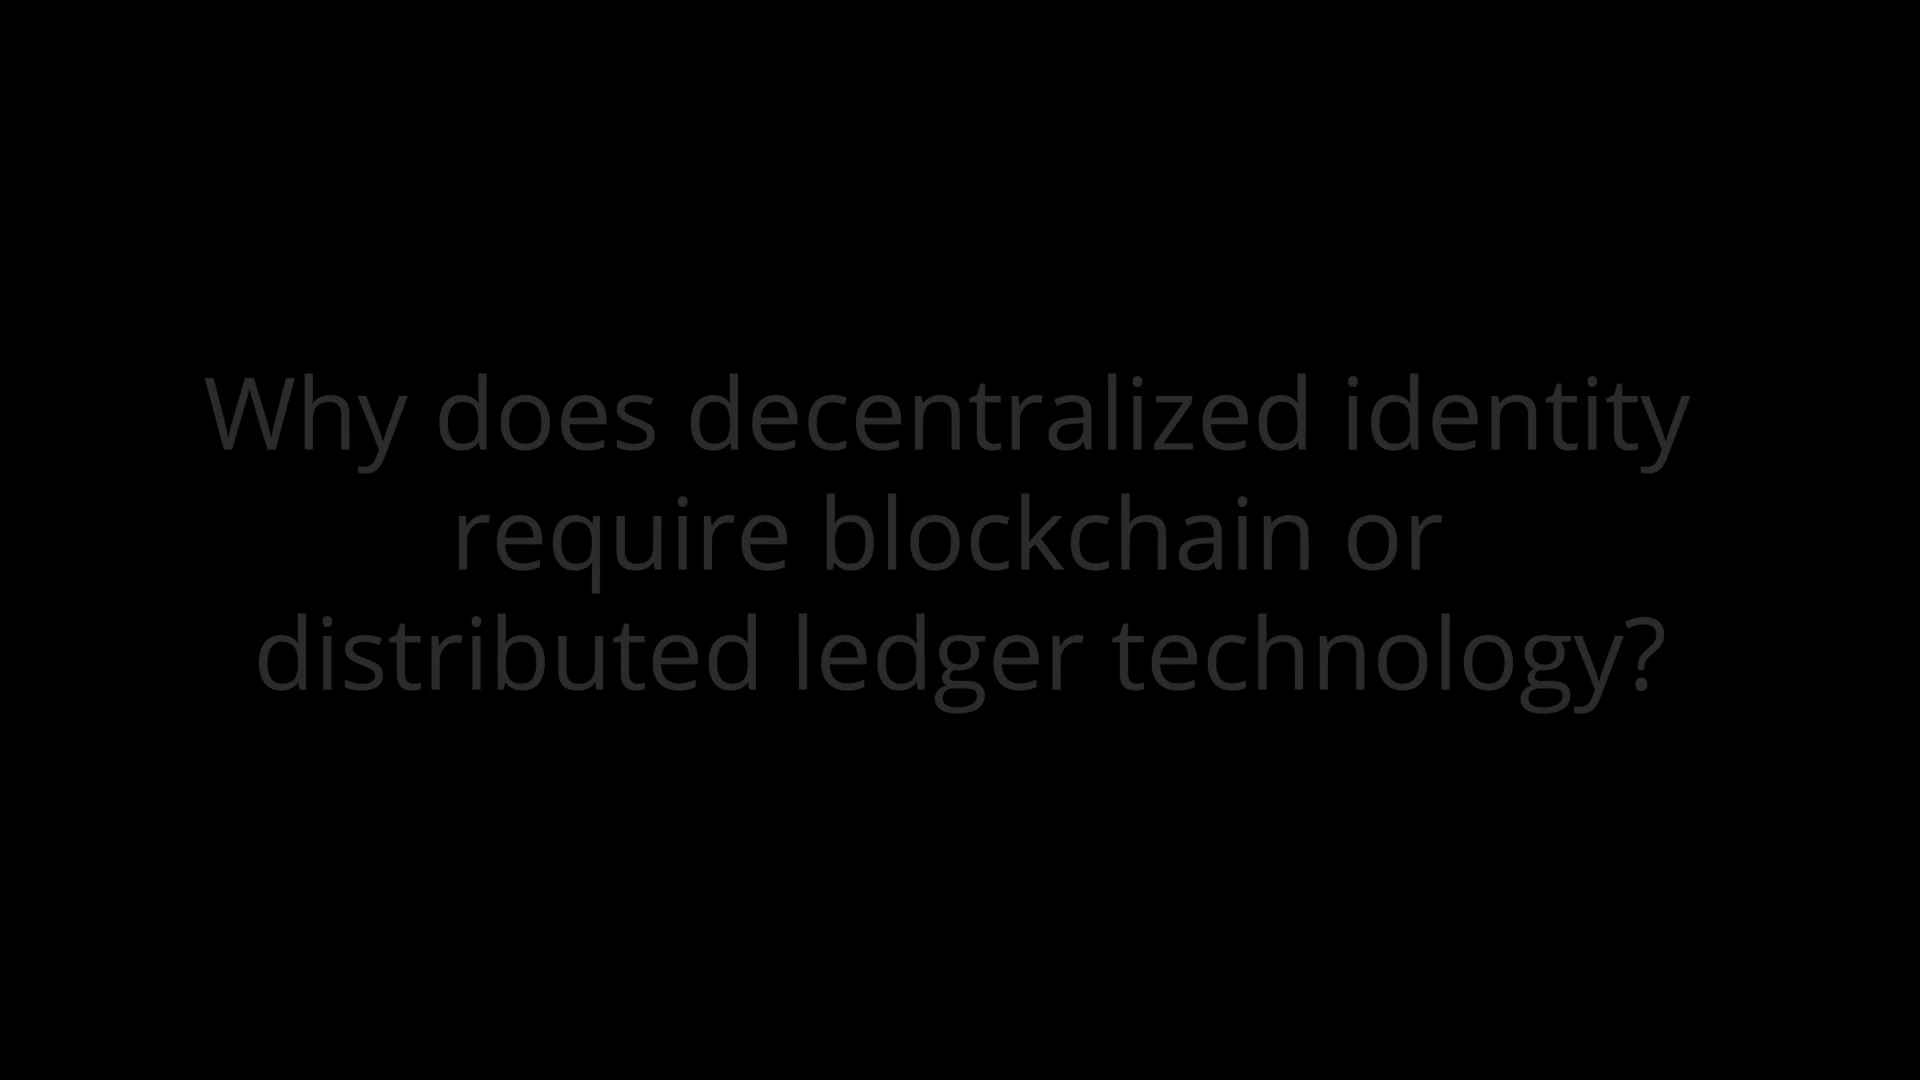 Why does decentralized identity
require blockchain or
distributed ledger technology?